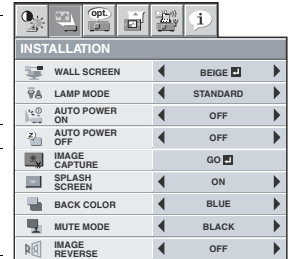 opt.
i
INSTALLATION
WALL SCREEN BEIGE
LAMP MODE STANDARD
AUTO POWER
ON OFF
z)
AUTO POWER
OFF OFF
IMAGE
CAPTURE GO
SPLASH
SCREEN ON
BACK COLOR BLUE
MUTE MODE BLACK
R
IMAGE
REVERSE OFF